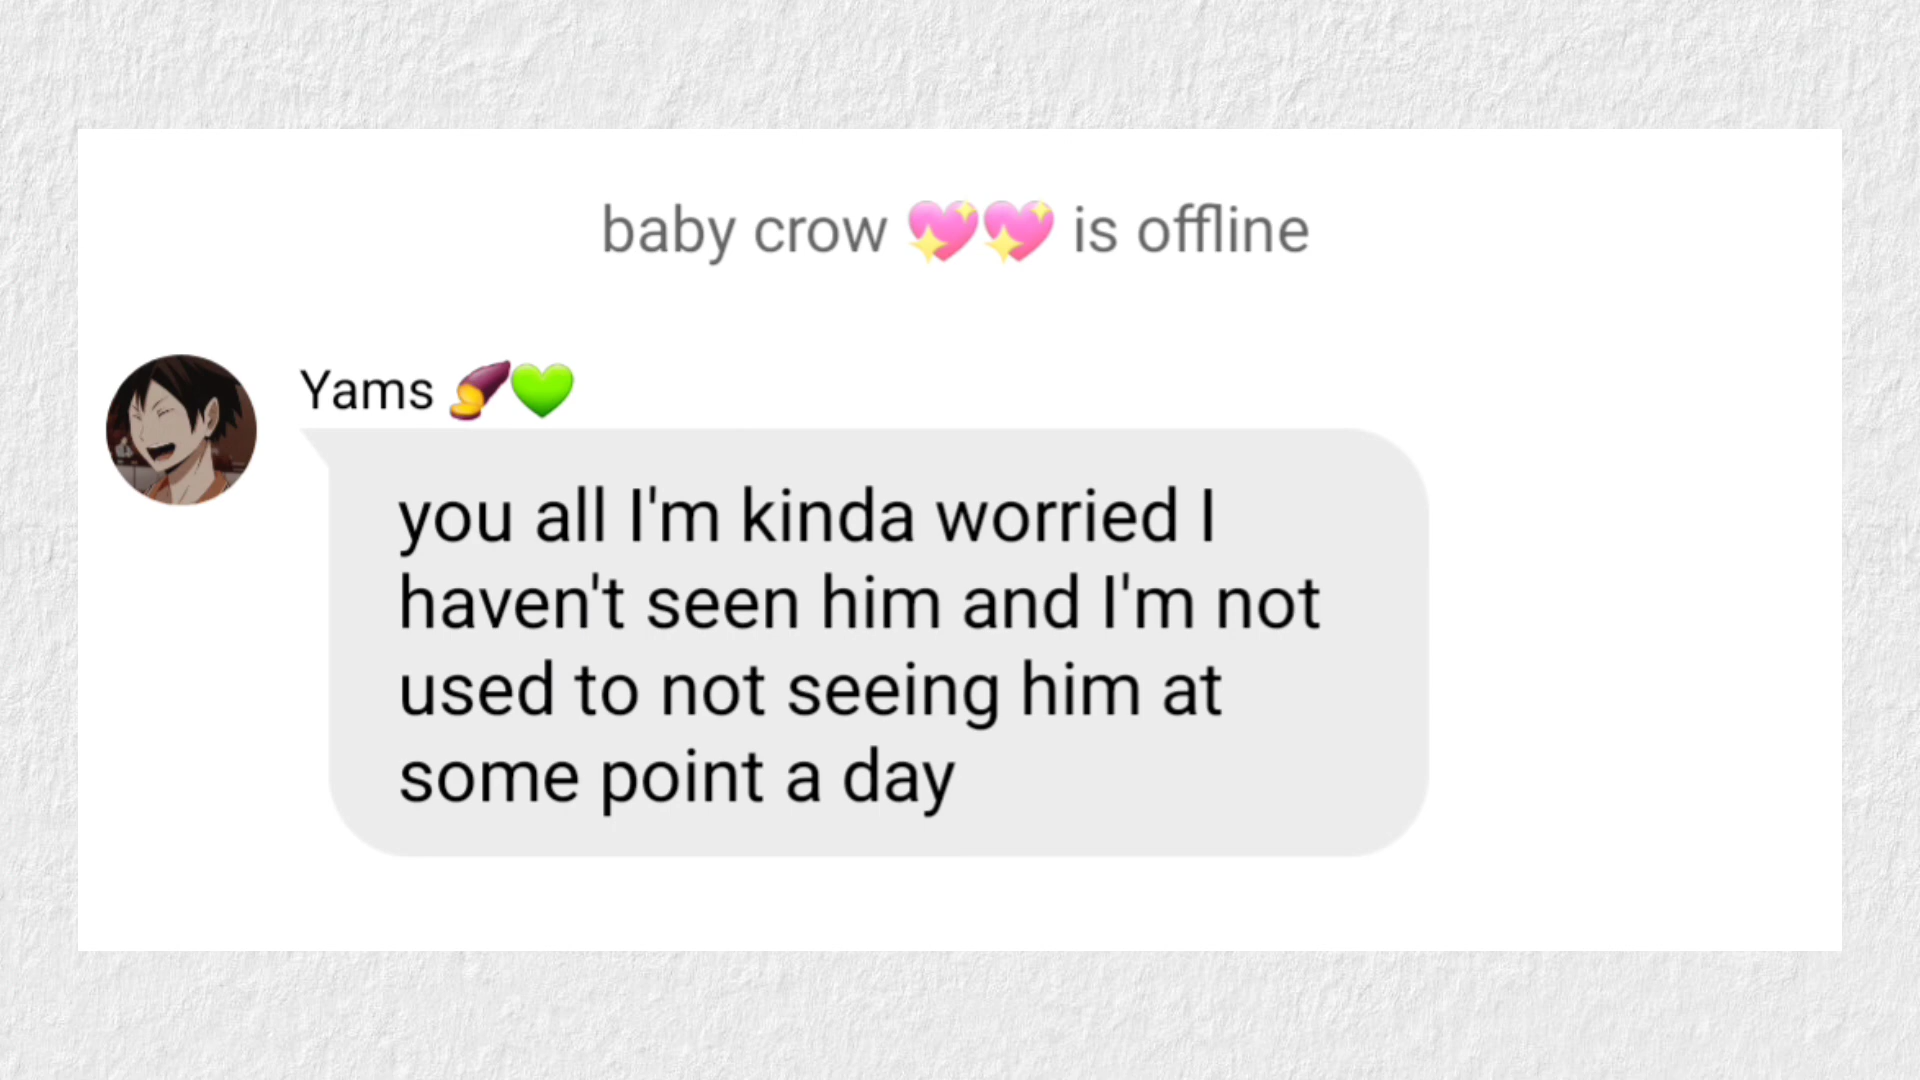 baby crow 💖💖 is offline
Yams 🍠💚
you all I'm kinda worried I
haven't seen him and I'm not
used to not seeing him at
some point a day